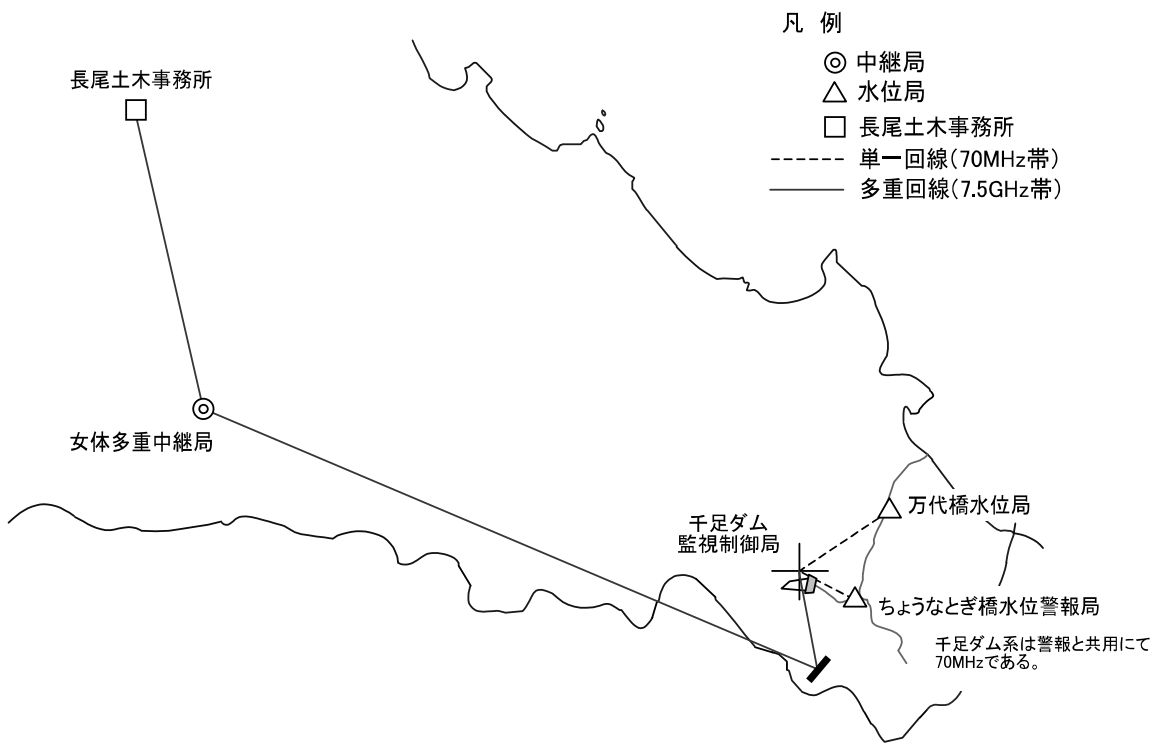 凡 例
中継局
水位局
長尾土木事務所
単一回線(70MHz帯)
多重回線(7.5GHz帯)
長尾土木事務所
女体多重中継局
千足ダム
監視制御局
万代橋水位局
ちょうなとぎ橋水位警報局
千足ダム系は警報と共用にて
70MHzである。